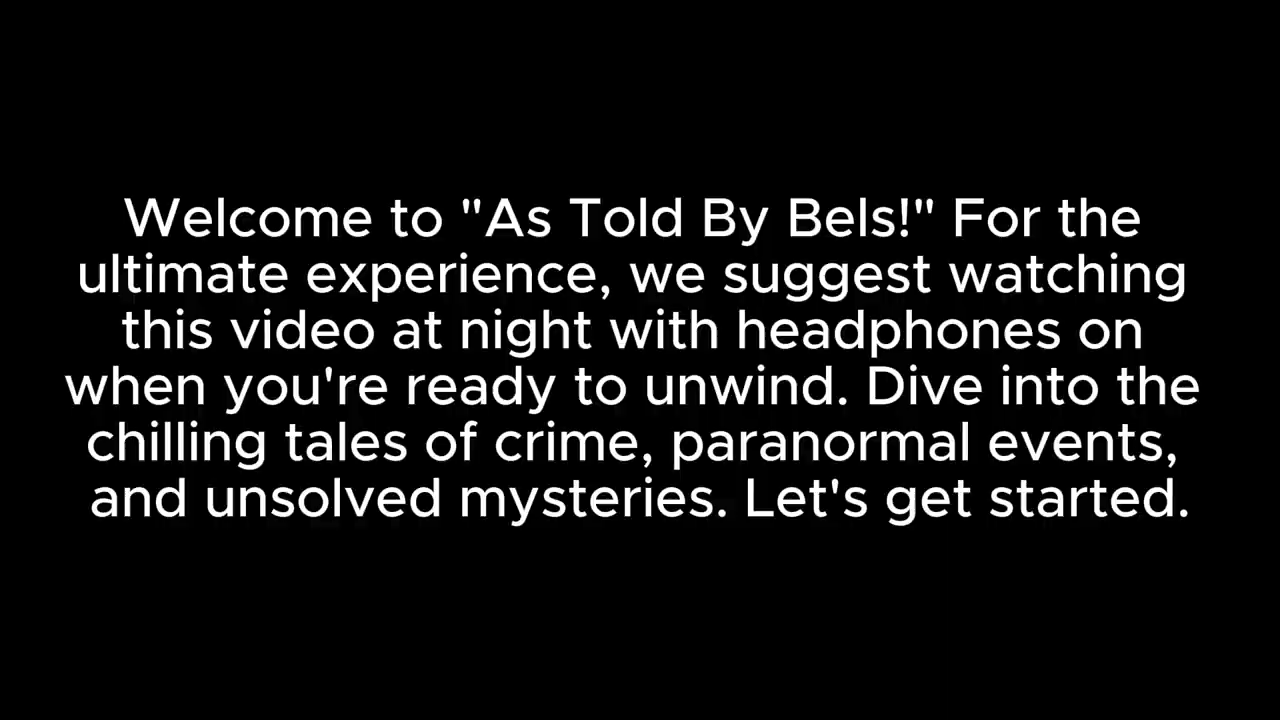 Welcome to "As Told By Bels!" For the
ultimate experience, we suggest watching
this video at night with headphones on
when you're ready to unwind. Dive into the
chilling tales of crime, paranormal events,
and unsolved mysteries. Let's get started.